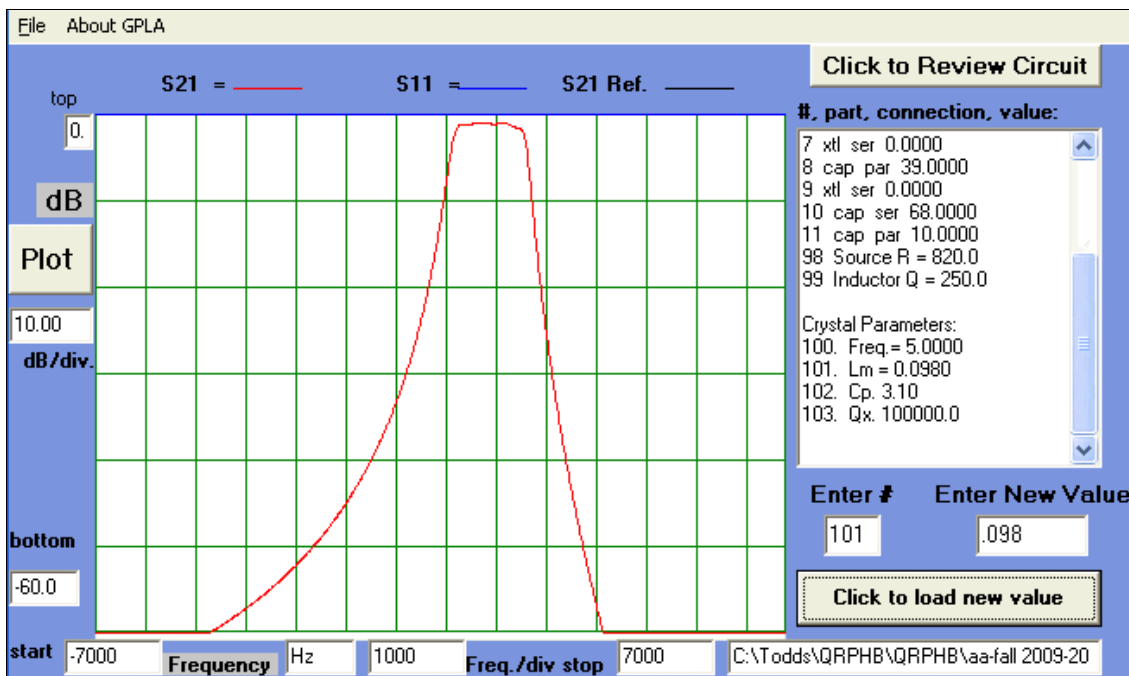 File About GPLA
S21 = S11 = S21 Ref.
top
0.
dB
Plot
10.00
dB/div.
bottom
-60.0
start -7000 Frequency Hz 1000 Freq./div stop 7000 C:\Todds\QRPHB\QRPHB\aa-fall 2009-20
Click to Review Circuit
#, part, connection, value:
7 xtl ser 0.0000
8 cap par 39.0000
9 xtl ser 0.0000
10 cap ser 68.0000
11 cap par 10.0000
98 Source R = 820.0
99 Inductor Q = 250.0
Crystal Parameters:
100. Freq.= 5.0000
101. Lm = 0.0980
102. Cp. 3.10
103. Qx. 100000.0
Enter # Enter New Value
101 .098
Click to load new value